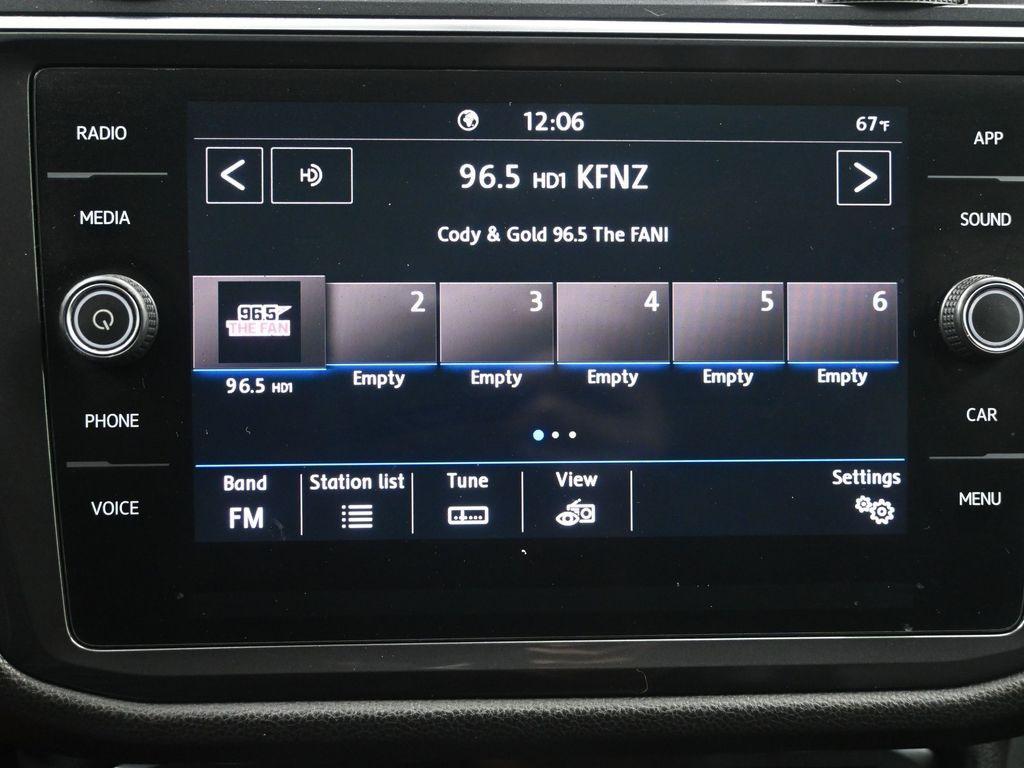 12:06
67°F
RADIO
APP
HD
96.5 HD1 KFNZ
MEDIA
SOUND
Cody & Gold 96.5 The FAN!
2
3
4
5
6
96.5
THE FAN
96.5 HD1
Empty
Empty
Empty
Empty
Empty
PHONE
CAR
Band
Station list
Tune
View
Settings
FM
VOICE
MENU